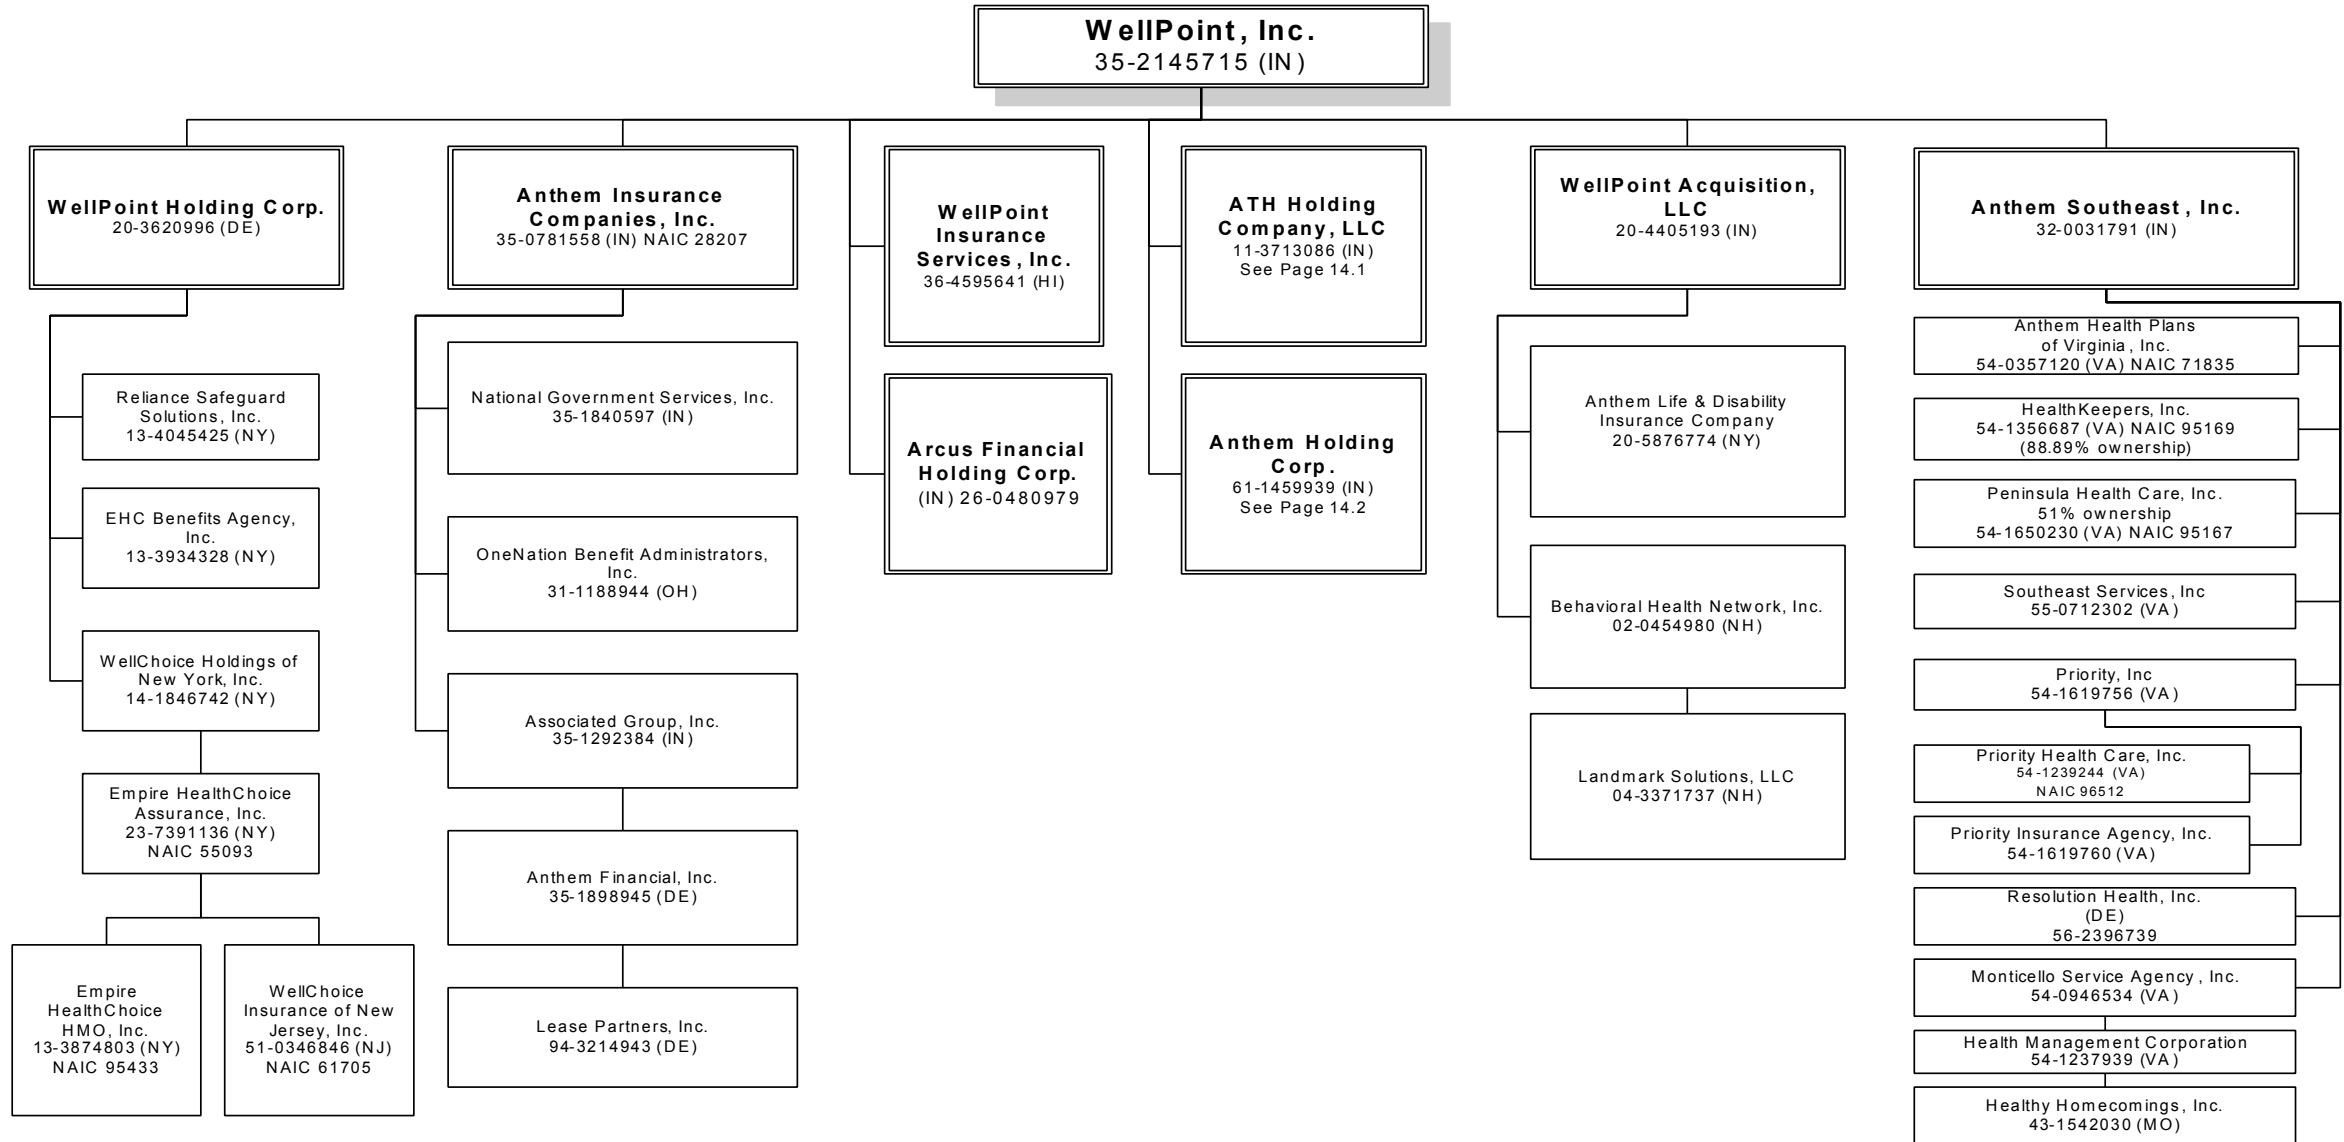 WellPoint, Inc.
35-2145715 (IN)
WellPoint Holding Corp.
20-3620996 (DE)
Anthem Insurance
Companies, Inc.
35-0781558 (IN) NAIC 28207
WellPoint
Insurance
Services, Inc.
36-4595641 (HI)
ATH Holding
Company, LLC
11-3713086 (IN)
See Page 14.1
WellPoint Acquisition,
LLC
20-4405193 (IN)
Anthem Southeast, Inc.
32-0031791 (IN)
Reliance Safeguard
Solutions, Inc.
13-4045425 (NY)
EHC Benefits Agency,
Inc.
13-3934328 (NY)
WellChoice Holdings of
New York, Inc.
14-1846742 (NY)
Empire HealthChoice
Assurance, Inc.
23-7391136 (NY)
NAIC 55093
Empire
HealthChoice
HMO, Inc.
13-3874803 (NY)
NAIC 95433
WellChoice
Insurance of New
Jersey, Inc.
51-0346846 (NJ)
NAIC 61705
National Government Services, Inc.
35-1840597 (IN)
OneNation Benefit Administrators,
Inc.
31-1188944 (OH)
Associated Group, Inc.
35-1292384 (IN)
Anthem Financial, Inc.
35-1898945 (DE)
Lease Partners, Inc.
94-3214943 (DE)
Arcus Financial
Holding Corp.
(IN) 26-0480979
Anthem Holding
Corp.
61-1459939 (IN)
See Page 14.2
Anthem Life & Disability
Insurance Company
20-5876774 (NY)
Behavioral Health Network, Inc.
02-0454980 (NH)
Landmark Solutions, LLC
04-3371737 (NH)
Anthem Health Plans
of Virginia, Inc.
54-0357120 (VA) NAIC 71835
HealthKeepers, Inc.
54-1356687 (VA) NAIC 95169
(88.89% ownership)
Peninsula Health Care, Inc.
51% ownership
54-1650230 (VA) NAIC 95167
Southeast Services, Inc
55-0712302 (VA)
Priority, Inc
54-1619756 (VA)
Priority Health Care, Inc.
54-1239244 (VA)
NAIC 96512
Priority Insurance Agency, Inc.
54-1619760 (VA)
Resolution Health, Inc.
(DE)
56-2396739
Monticello Service Agency, Inc.
54-0946534 (VA)
Health Management Corporation
54-1237939 (VA)
Healthy Homecomings, Inc.
43-1542030 (MO)